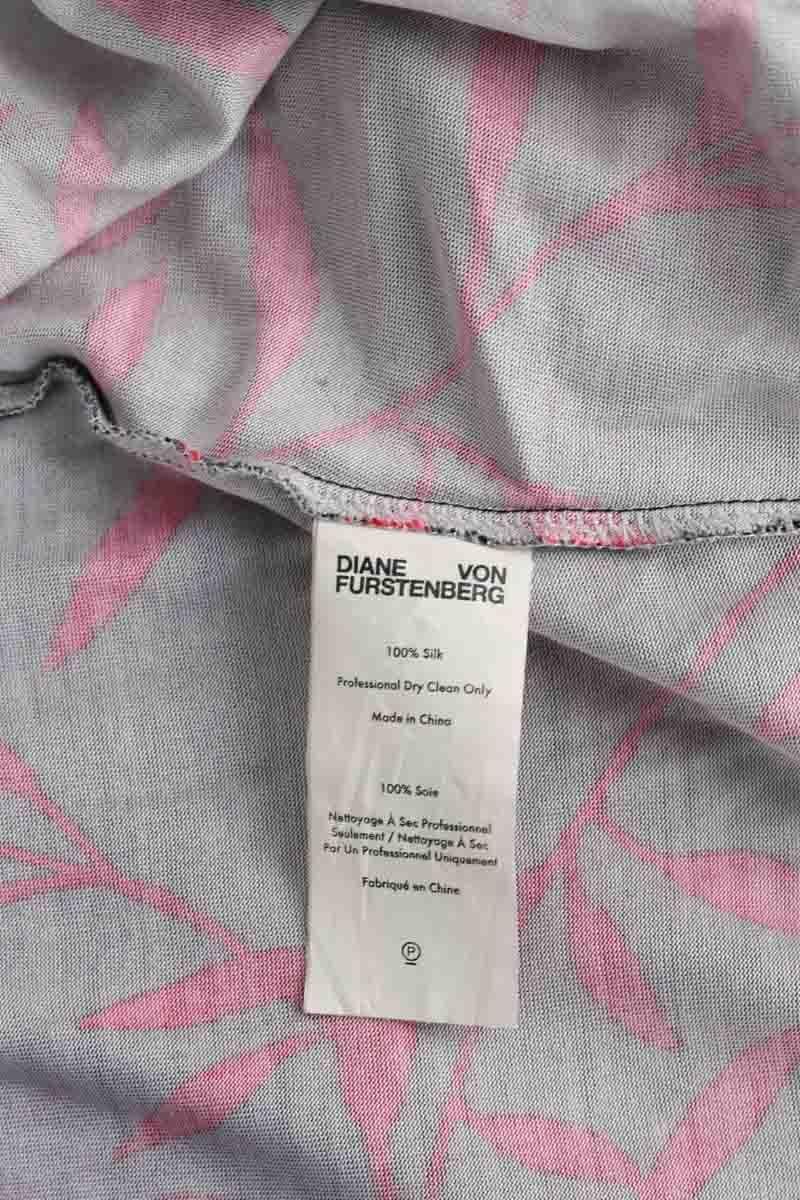 DIANE VON
FURSTENBERG
100% Silk
Professional Dry Clean Only
Made in China
100% Soie
Nettoyage À Sec Professionnel
Seulement / Nettoyage À Sec
Par Un Professionnel Uniquement
Fabriqué en Chine
P